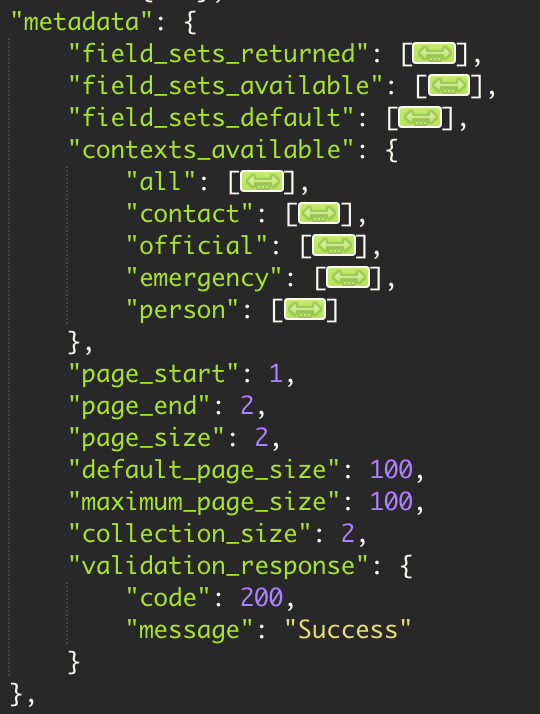 "metadata": {
"field_sets_returned": [],
"field_sets_available": [],
"field_sets_default": [],
"contexts_available": {
"all": [],
"contact": [],
"official": [],
"emergency": [],
"person": []
},
"page_start": 1,
"page_end": 2,
"page_size": 2,
"default_page_size": 100,
"maximum_page_size": 100,
"collection_size": 2,
"validation_response": {
"code": 200,
"message": "Success"
}
},